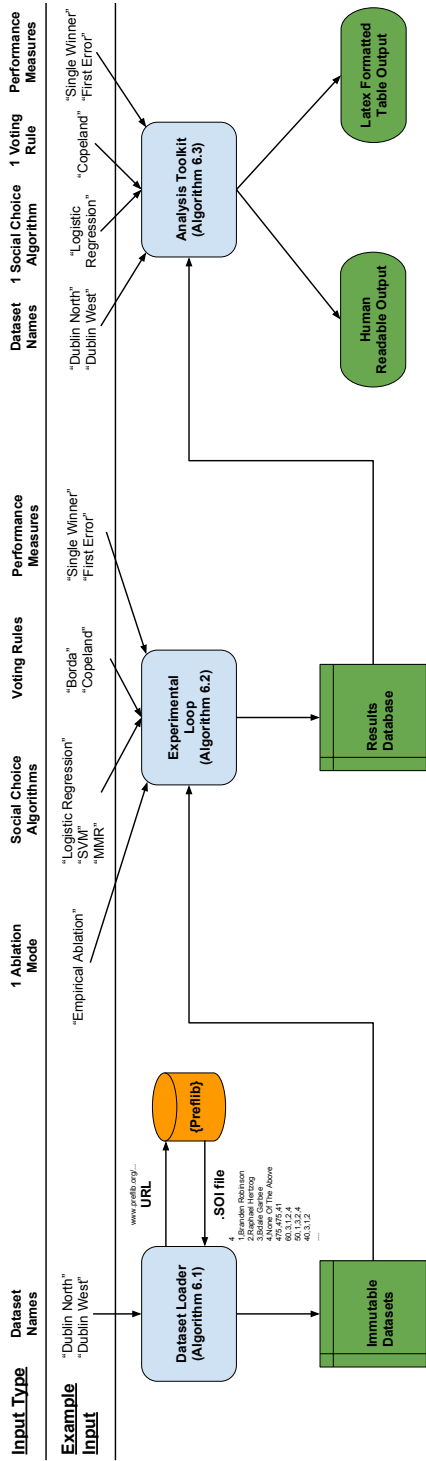 Input Type
Dataset
Names
1 Ablation
Mode
Social Choice
Algorithms
Voting Rules
Performance
Measures
Dataset
Names
1 Social Choice
Algorithm
1 Voting
Rule
Performance
Measures
Example
Input
“Dublin North”
“Dublin West”
“Empirical Ablation”
“Logistic Regression”
“SVM”
“MMR”
“Borda”
“Copeland”
“Single Winner”
“First Error”
“Dublin North”
“Dublin West”
“Logistic
Regression”
“Copeland”
“Single Winner”
“First Error”
Dataset Loader
(Algorithm 6.1)
www.preflib.org/...
URL
{Preflib}
.SOI file
4
1,Branden Robinson
2,Raphael Hertzog
3,Bdale Garbee
4,None Of The Above
475,475,41
60,3,1,2,4
50,1,3,2,4
40,3,1,2
...
Experimental
Loop
(Algorithm 6.2)
Analysis Toolkit
(Algorithm 6.3)
Immutable
Datasets
Results
Database
Human
Readable Output
Latex Formatted
Table Output